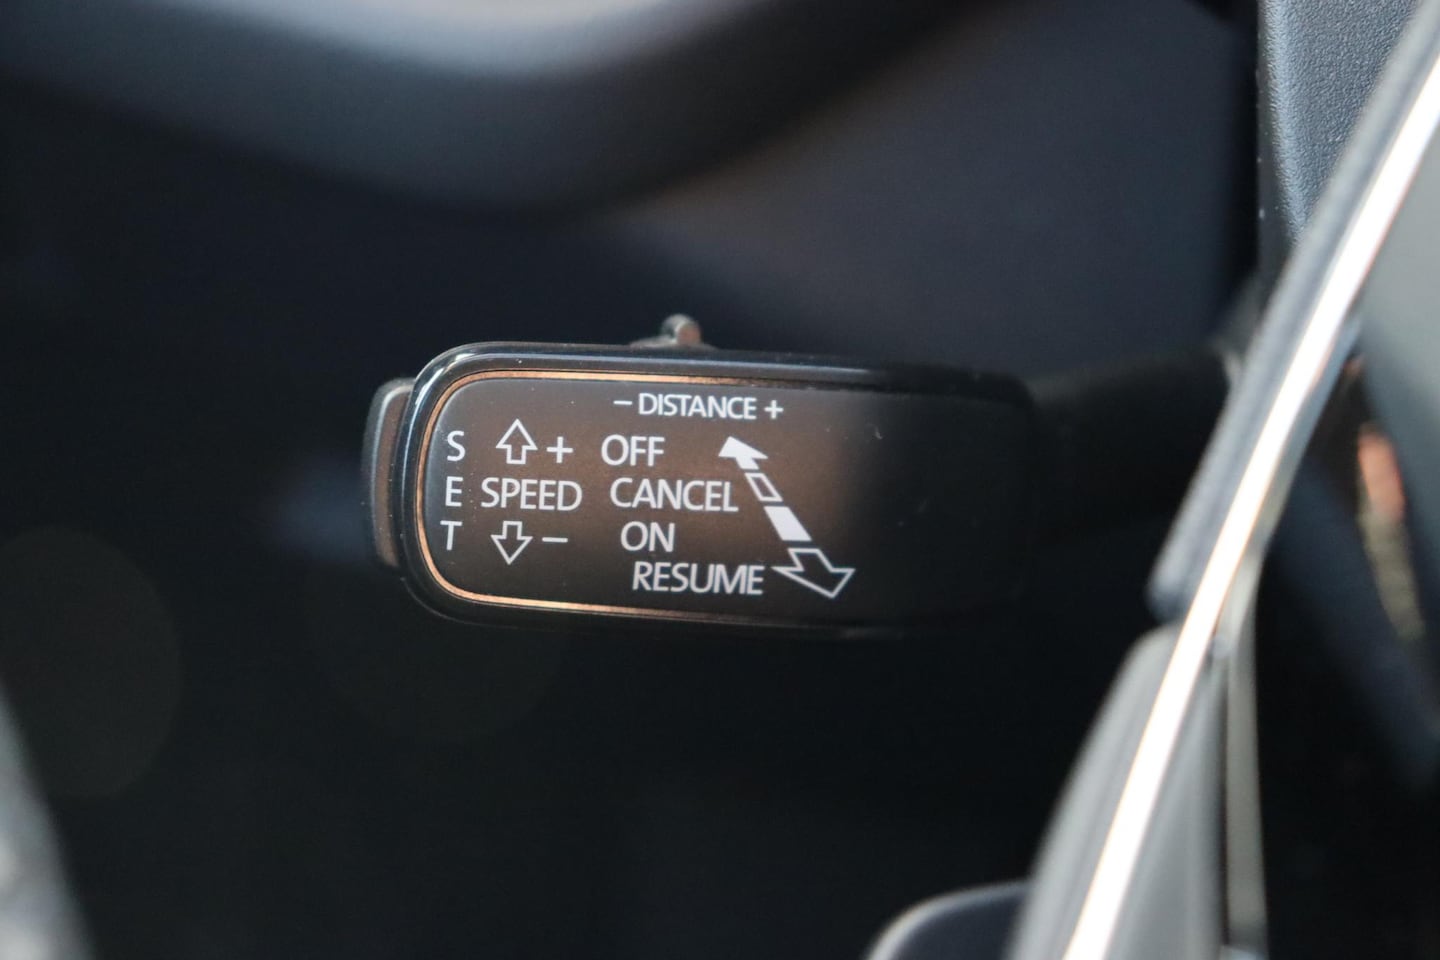 − DISTANCE +
S + OFF
E SPEED CANCEL
T − ON
RESUME